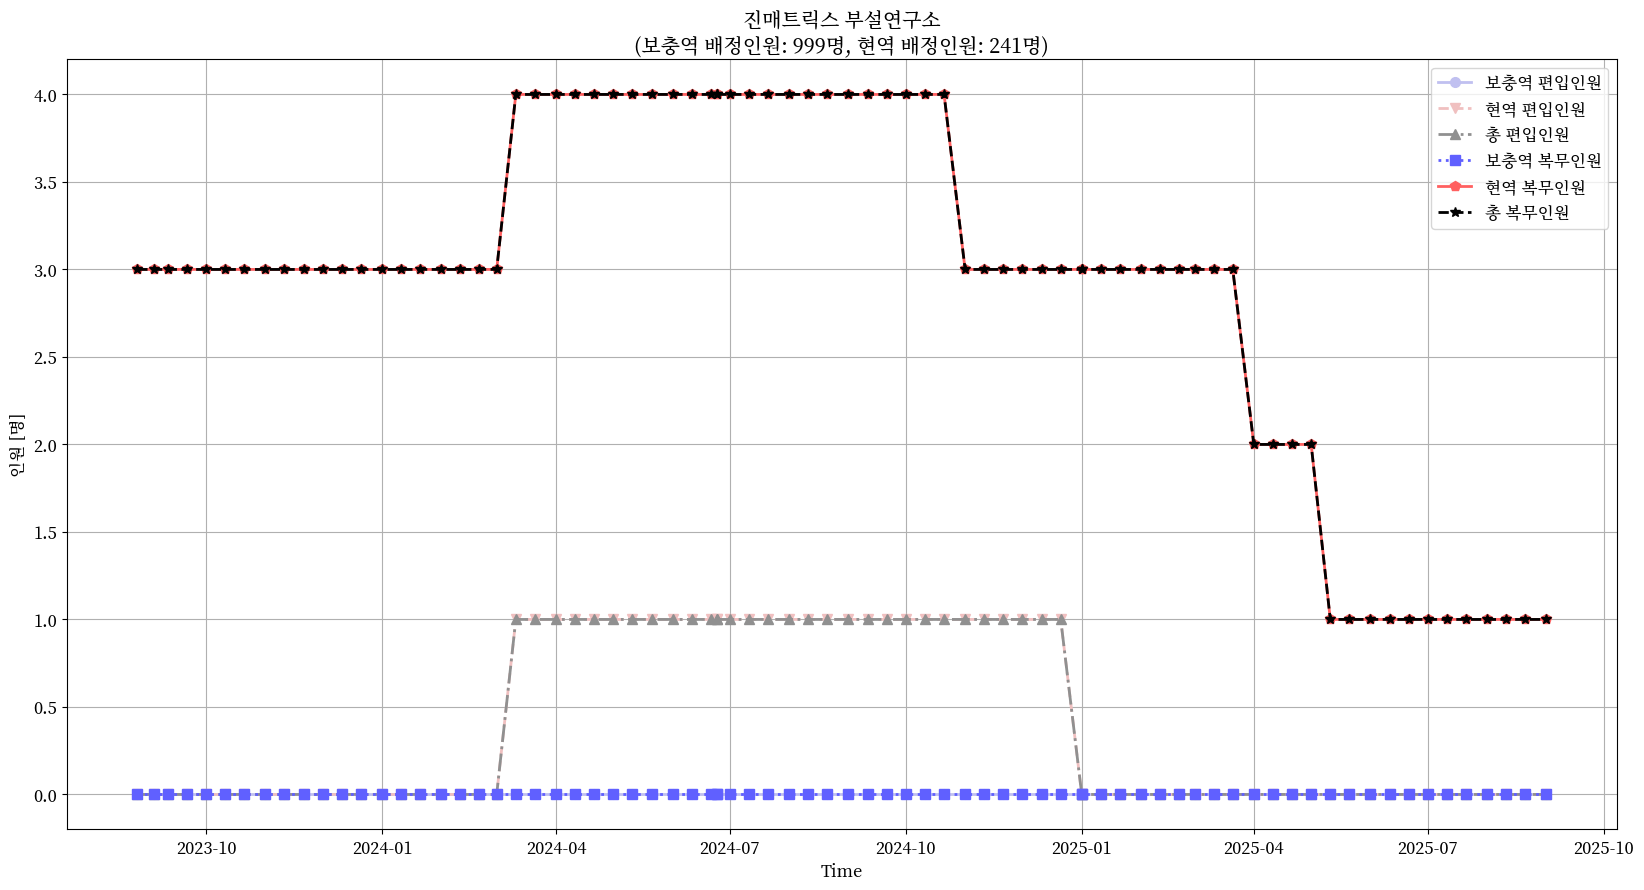 진매트릭스 부설연구소
(보충역 배정인원: 999명, 현역 배정인원: 241명)
보충역 편입인원
현역 편입인원
총 편입인원
보충역 복무인원
현역 복무인원
총 복무인원
4.0
3.5
3.0
2.5
2.0
1.5
1.0
0.5
0.0
인원 [명]
2023-10
2024-01
2024-04
2024-07
2024-10
2025-01
2025-04
2025-07
2025-10
Time